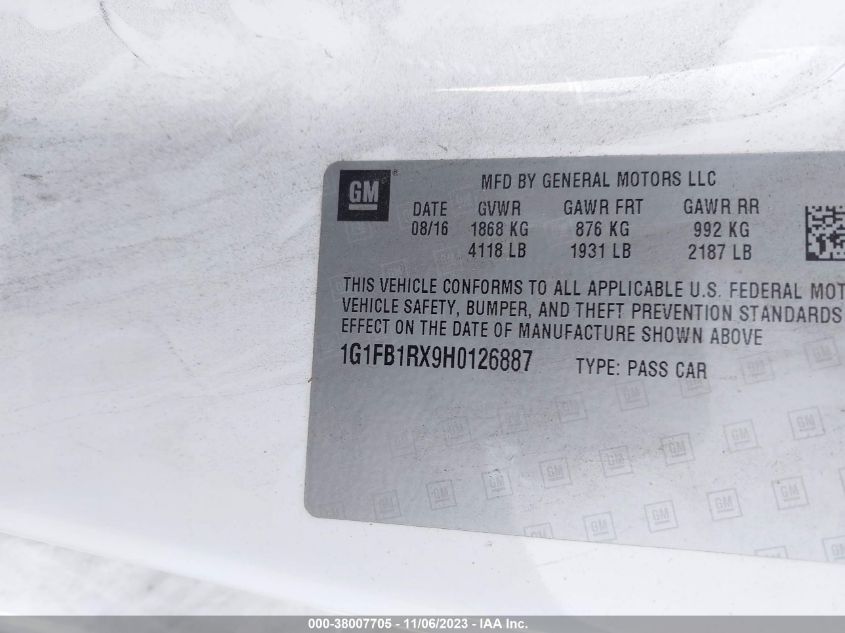 GM
MFD BY GENERAL MOTORS LLC
DATE GVWR GAWR FRT GAWR RR
08/16 1868 KG 876 KG 992 KG
4118 LB 1931 LB 2187 LB
THIS VEHICLE CONFORMS TO ALL APPLICABLE U.S. FEDERAL MOT
VEHICLE SAFETY, BUMPER, AND THEFT PREVENTION STANDARDS
EFFECT ON THE DATE OF MANUFACTURE SHOWN ABOVE
1G1FB1RX9H0126887 TYPE: PASS CAR
000-38007705 - 11/06/2023 - IAA Inc.